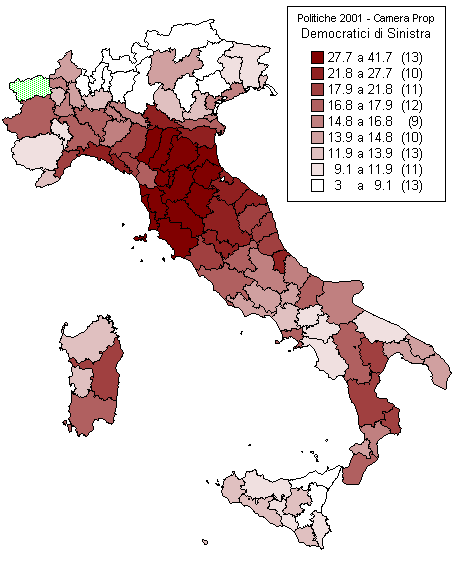 Politiche 2001 - Camera Prop
Democratici di Sinistra
27.7 a 41.7 (13)
21.8 a 27.7 (10)
17.9 a 21.8 (11)
16.8 a 17.9 (12)
14.8 a 16.8 (9)
13.9 a 14.8 (10)
11.9 a 13.9 (13)
9.1 a 11.9 (11)
3 a 9.1 (13)